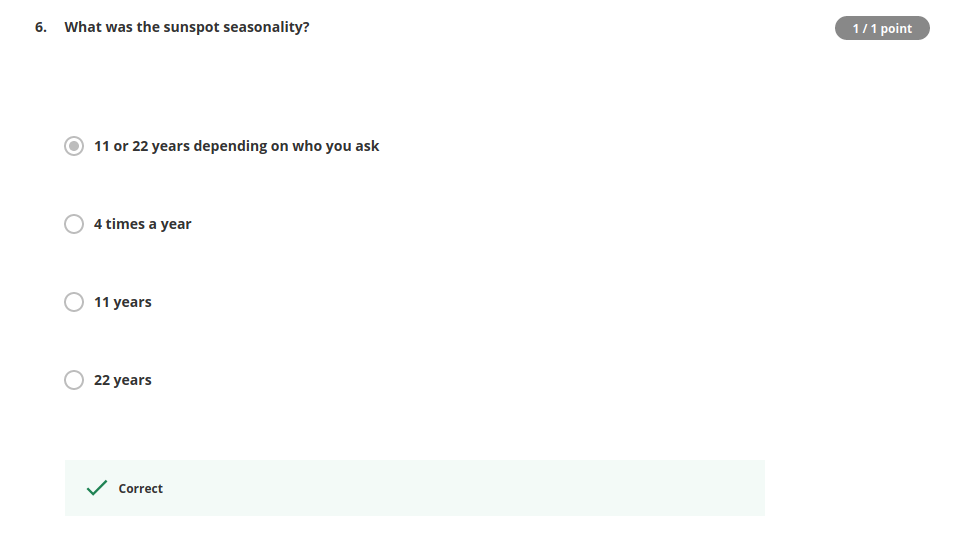 6. What was the sunspot seasonality?
1 / 1 point
11 or 22 years depending on who you ask
4 times a year
11 years
22 years
Correct